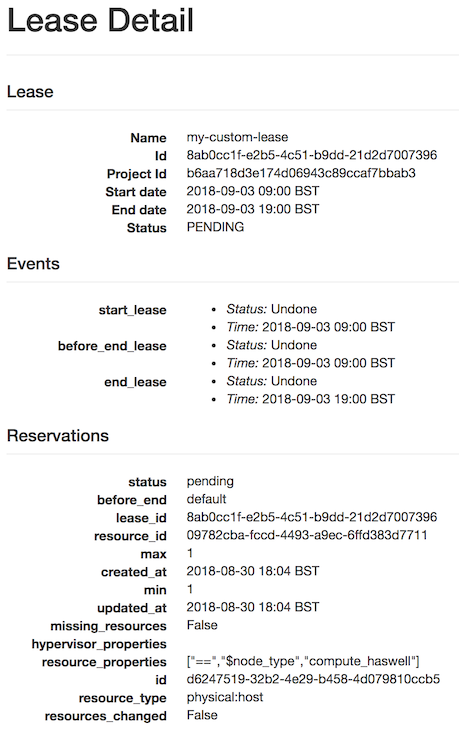 Lease Detail
Lease
Name my-custom-lease
Id 8ab0cc1f-e2b5-4c51-b9dd-21d2d7007396
Project Id b6aa718d3e174d06943c89ccaf7bbab3
Start date 2018-09-03 09:00 BST
End date 2018-09-03 19:00 BST
Status PENDING
Events
start_lease • Status: Undone
• Time: 2018-09-03 09:00 BST
before_end_lease • Status: Undone
• Time: 2018-09-03 09:00 BST
end_lease • Status: Undone
• Time: 2018-09-03 19:00 BST
Reservations
status pending
before_end default
lease_id 8ab0cc1f-e2b5-4c51-b9dd-21d2d7007396
resource_id 09782cba-fccd-4493-a9ec-6ffd383d7711
max 1
created_at 2018-08-30 18:04 BST
min 1
updated_at 2018-08-30 18:04 BST
missing_resources False
hypervisor_properties
resource_properties ["==","$node_type","compute_haswell"]
id d6247519-32b2-4e29-b458-4d079810ccb5
resource_type physical:host
resources_changed False